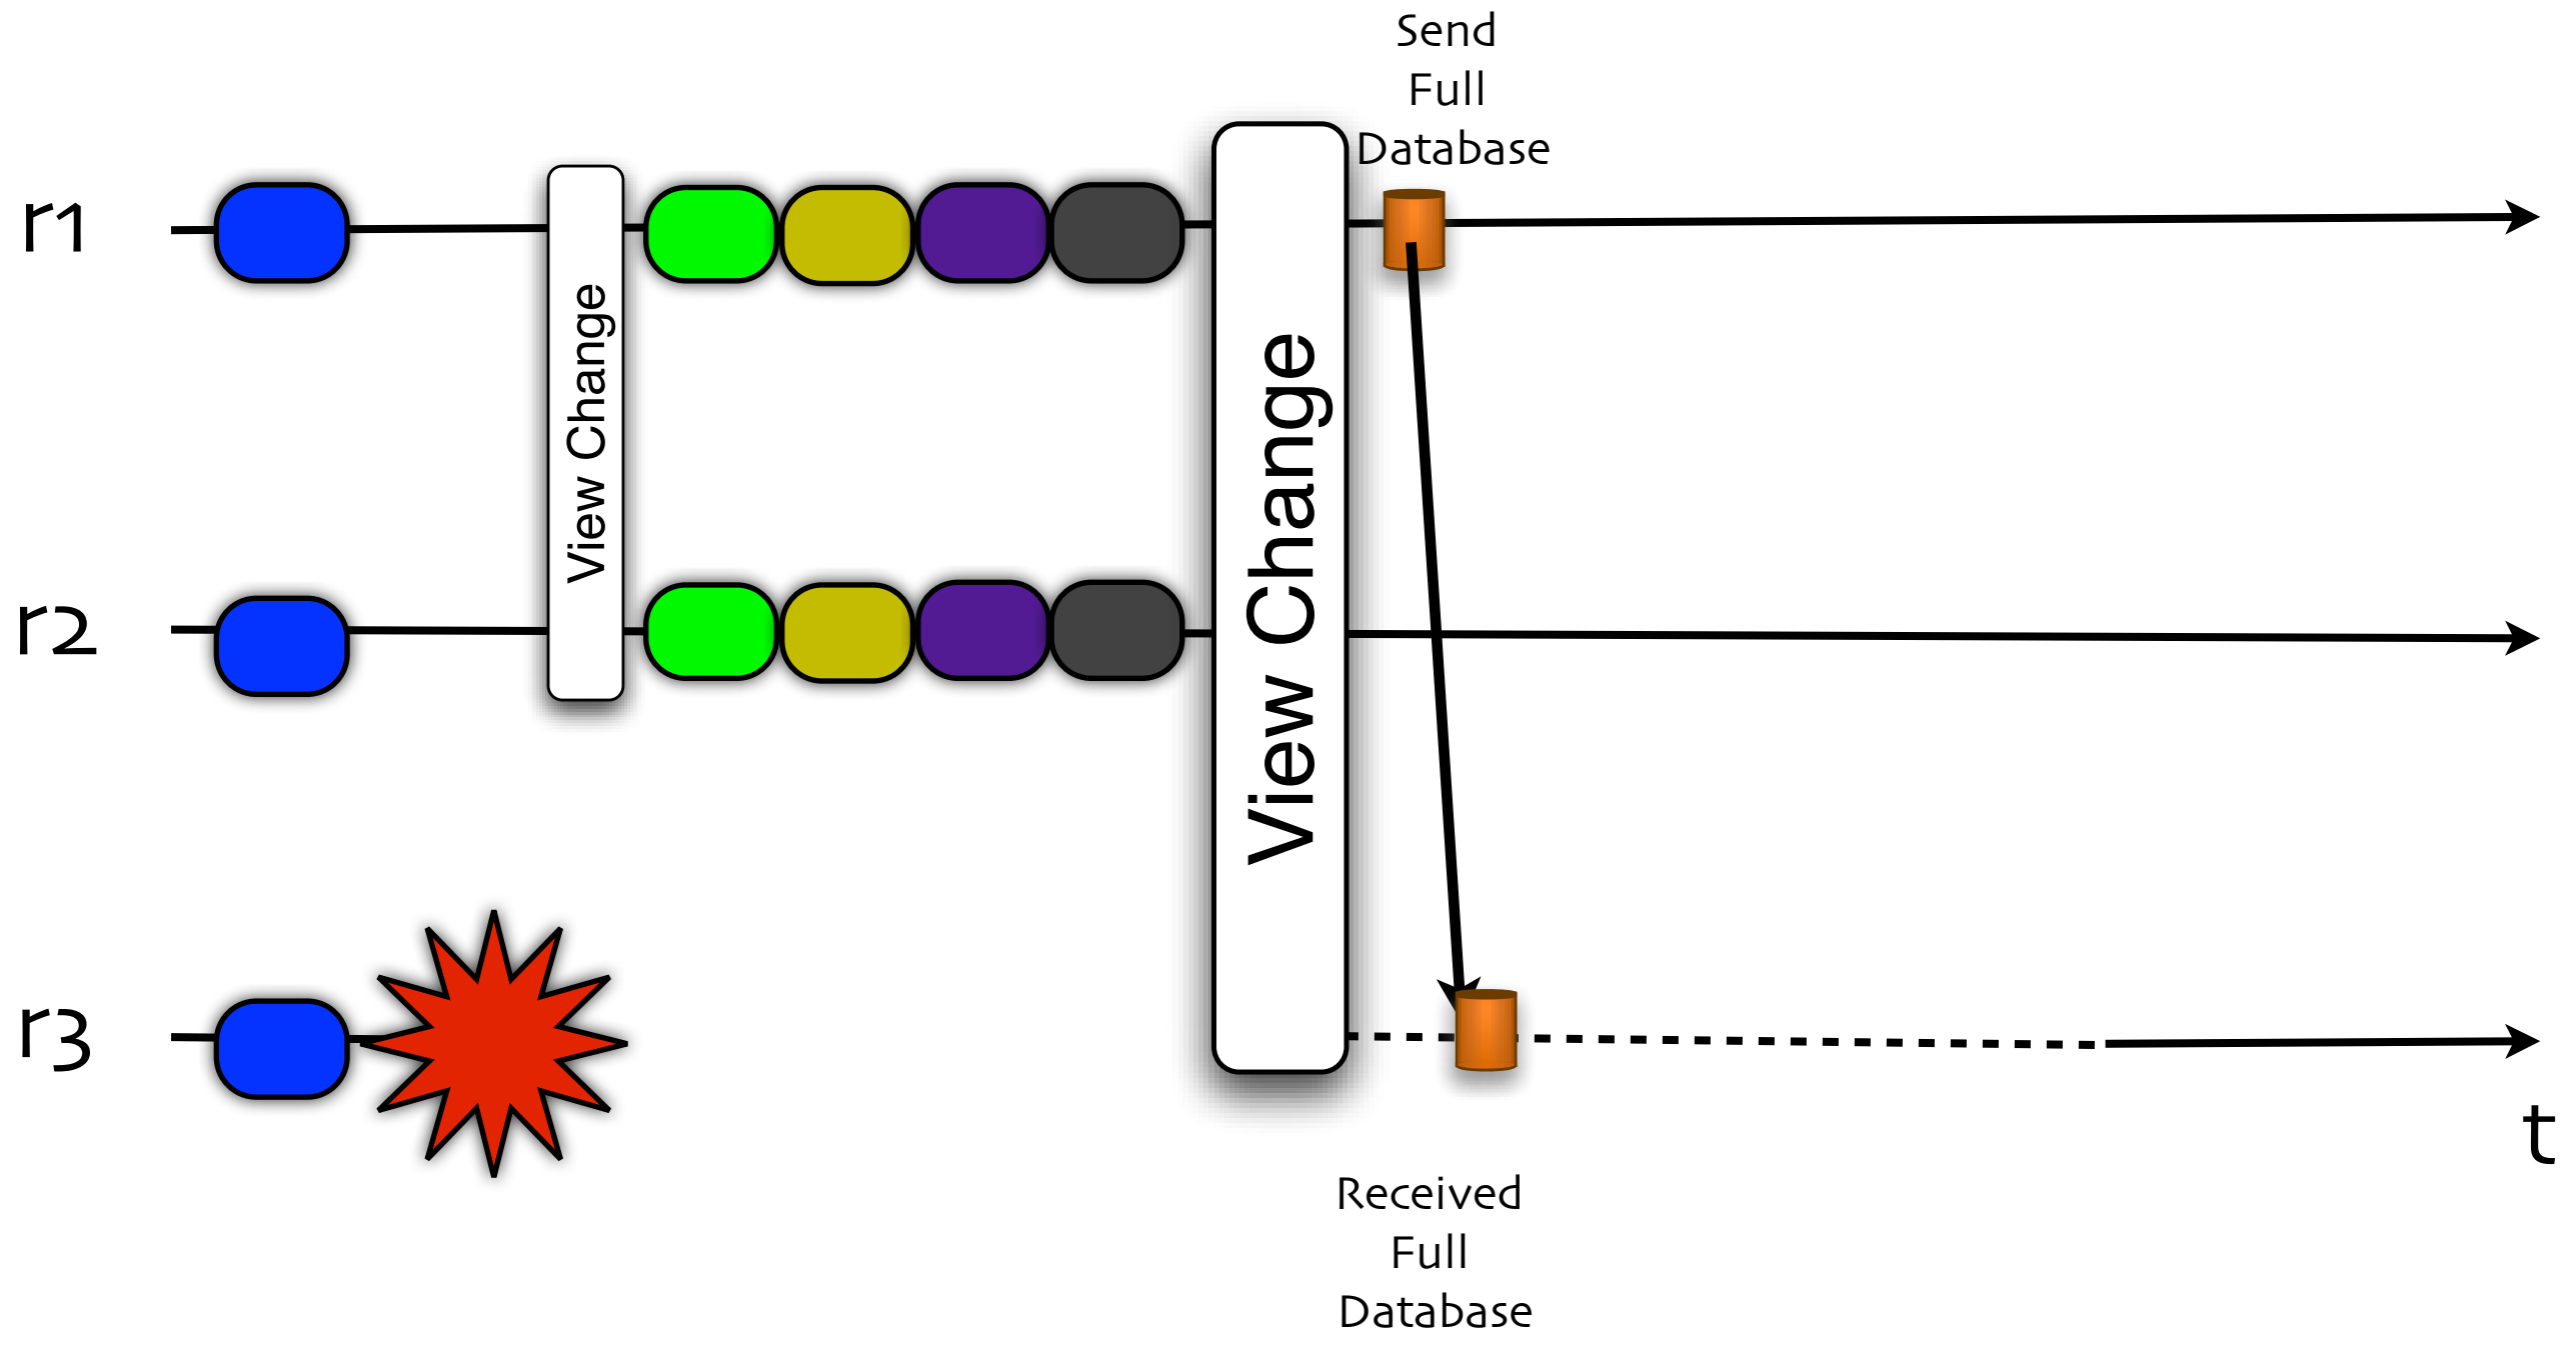 Send
Full
Database
r1
View Change
View Change
r2
r3
t
Received
Full
Database